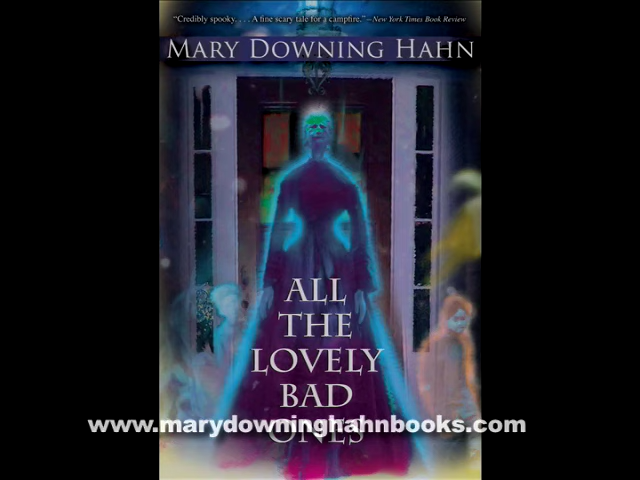 “Credibly spooky. . . . A fine scary tale for a campfire.”—New York Times Book Review
MARY DOWNING HAHN
ALL
THE
LOVELY
BAD
ONES
www.marydowninghahnbooks.com